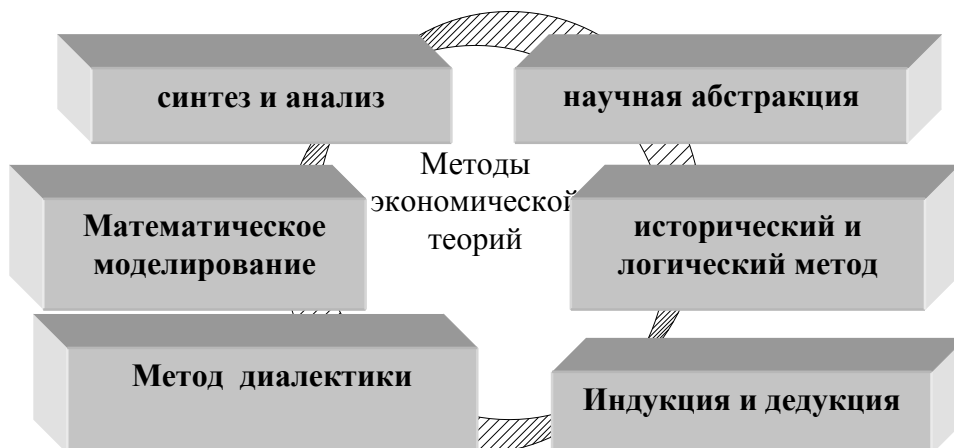 синтез и анализ
научная абстракция
Методы
экономической
теорий
Математическое
моделирование
исторический и
логический метод
Метод диалектики
Индукция и дедукция